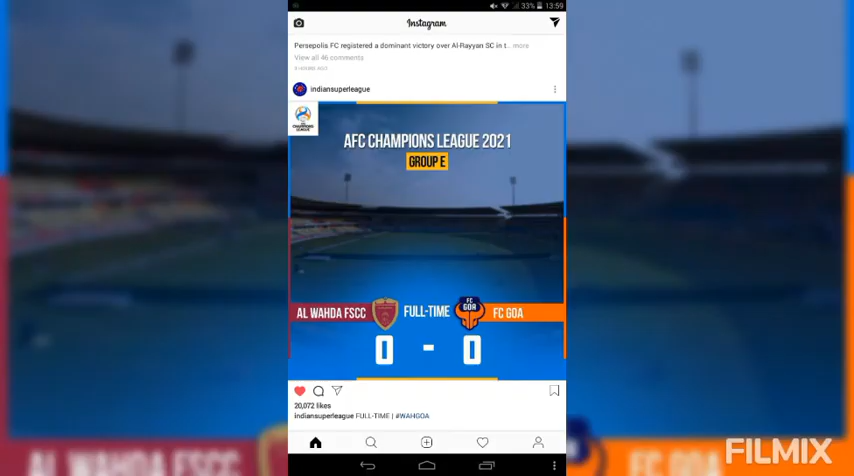 33% 13:59
Instagram
Persepolis FC registered a dominant victory over Al-Rayyan SC in t... more
View all 46 comments
indiansuperleague
CHAMPIONS
LEAGUE
AFC CHAMPIONS LEAGUE 2021
GROUP E
AL WAHDA FSCC FULL-TIME FC GOA
FC
GOA
0 - 0
20,072 likes
indiansuperleague FULL-TIME | #WAHGOA
AL WAHDA FSCC
FILMIX